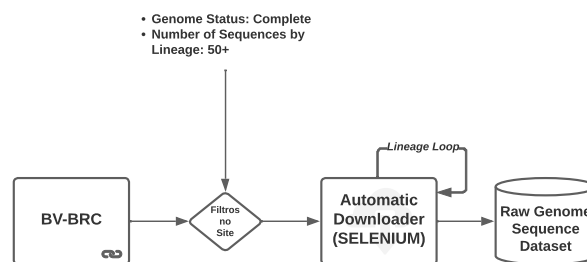 • Genome Status: Complete
• Number of Sequences by
Lineage: 50+
Lineage Loop
BV-BRC
Filtros
no
Site
Automatic
Downloader
(SELENIUM)
Raw Genome
Sequence
Dataset